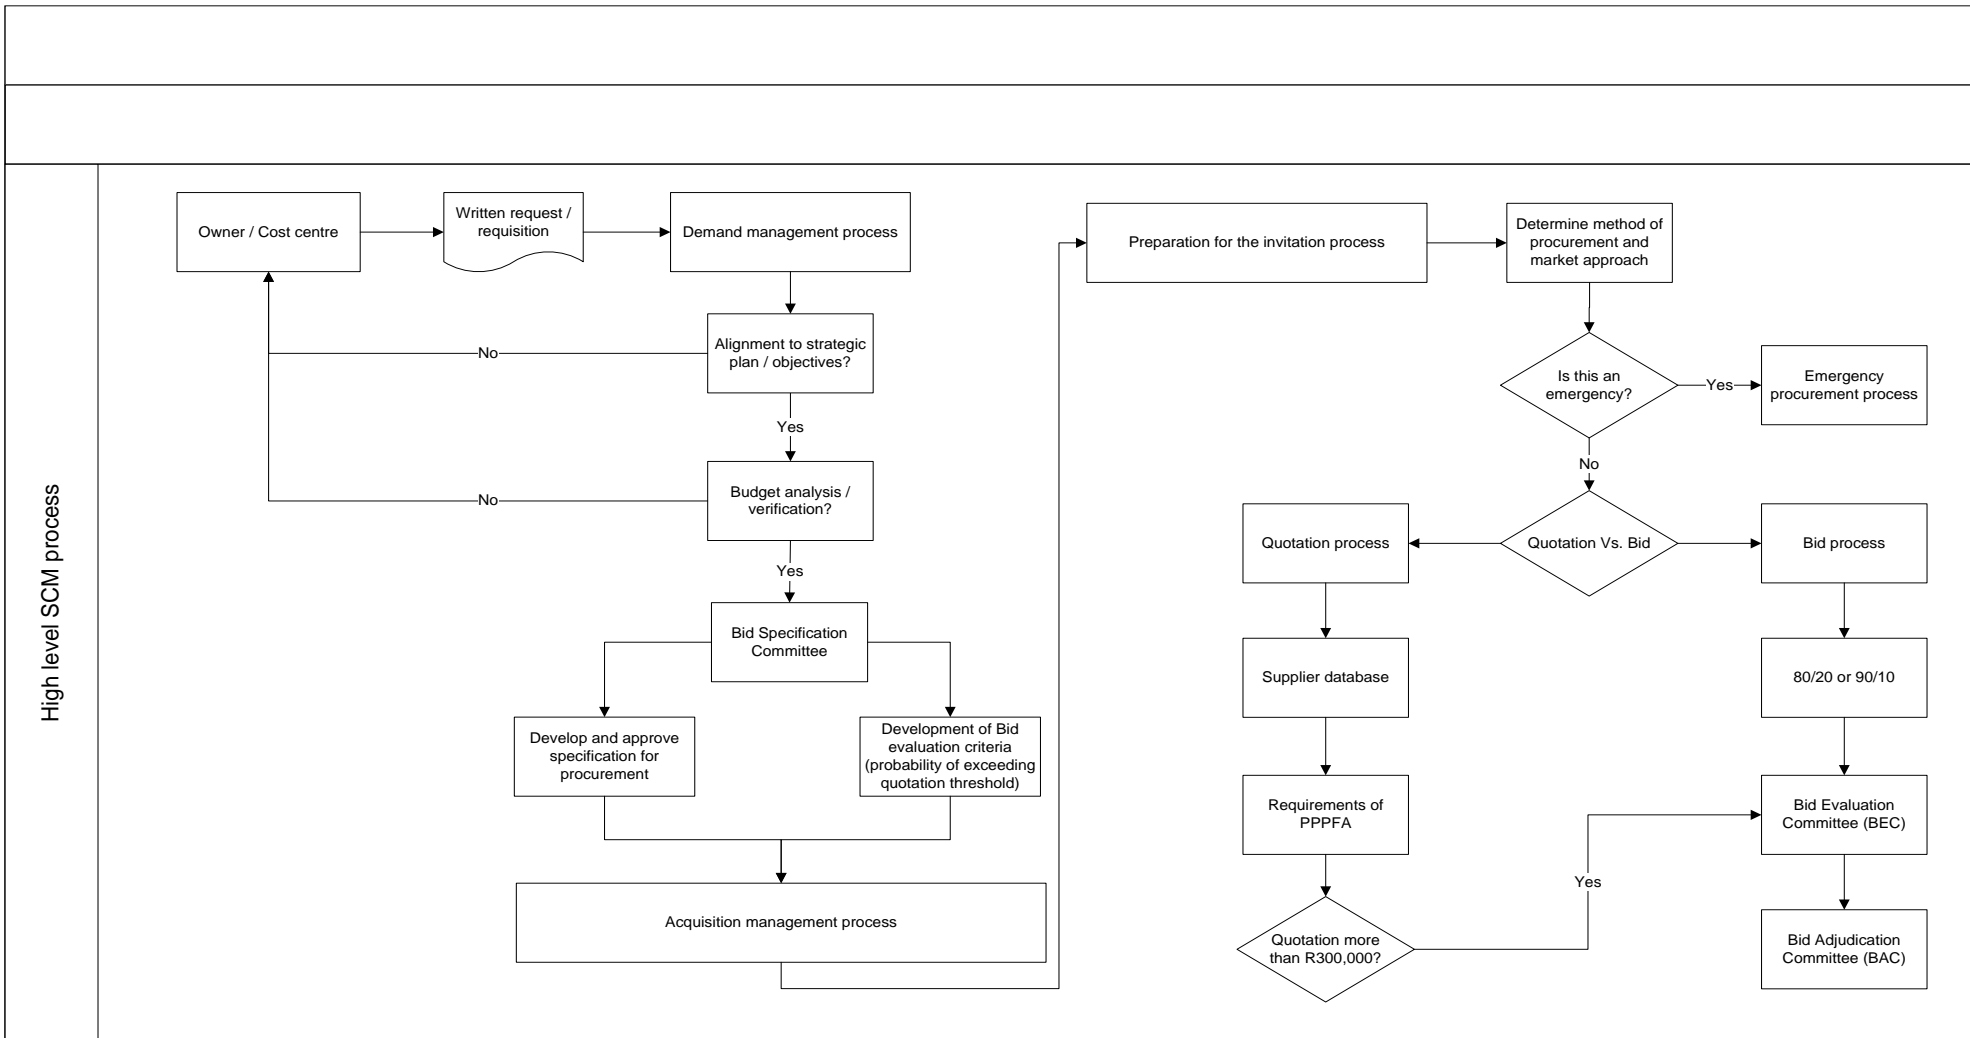 High level SCM process
Owner / Cost centre
Written request /
requisition
Demand management process
Alignment to strategic
plan / objectives?
No
Yes
Budget analysis /
verification?
No
Yes
Bid Specification
Committee
Develop and approve
specification for
procurement
Development of Bid
evaluation criteria
(probability of exceeding
quotation threshold)
Acquisition management process
Preparation for the invitation process
Determine method of
procurement and
market approach
Is this an
emergency?
Yes
Emergency
procurement process
No
Quotation Vs. Bid
Quotation process
Bid process
Supplier database
80/20 or 90/10
Requirements of
PPPFA
Bid Evaluation
Committee (BEC)
Yes
Quotation more
than R300,000?
Bid Adjudication
Committee (BAC)